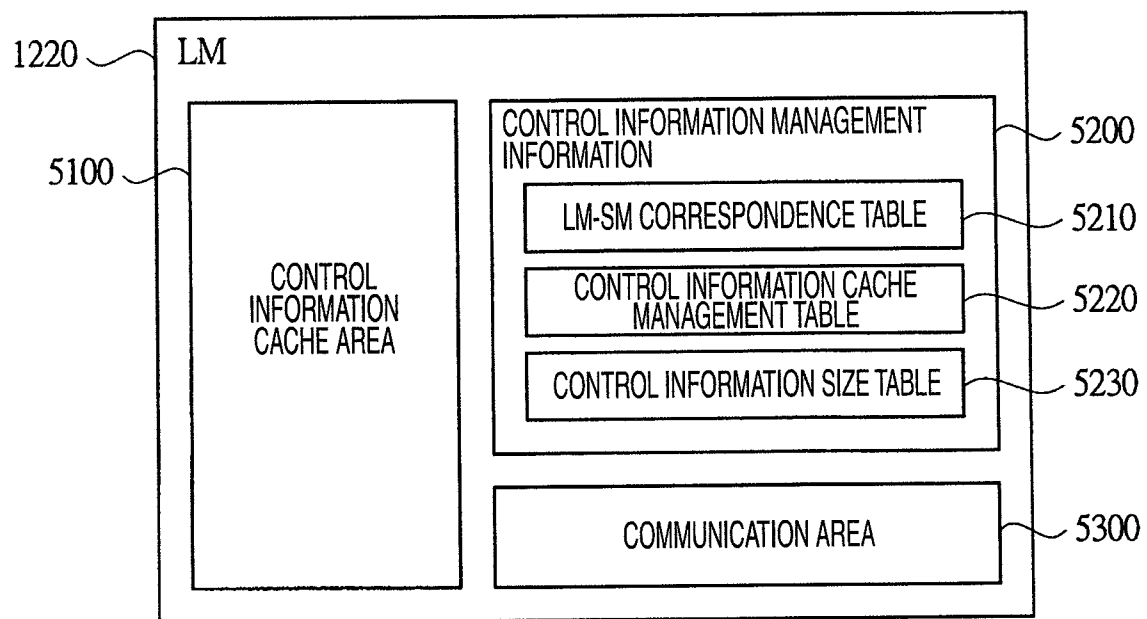 1220
LM
5100
CONTROL
INFORMATION
CACHE AREA
CONTROL INFORMATION MANAGEMENT
INFORMATION
5200
LM-SM CORRESPONDENCE TABLE
5210
CONTROL INFORMATION CACHE
MANAGEMENT TABLE
5220
CONTROL INFORMATION SIZE TABLE
5230
COMMUNICATION AREA
5300